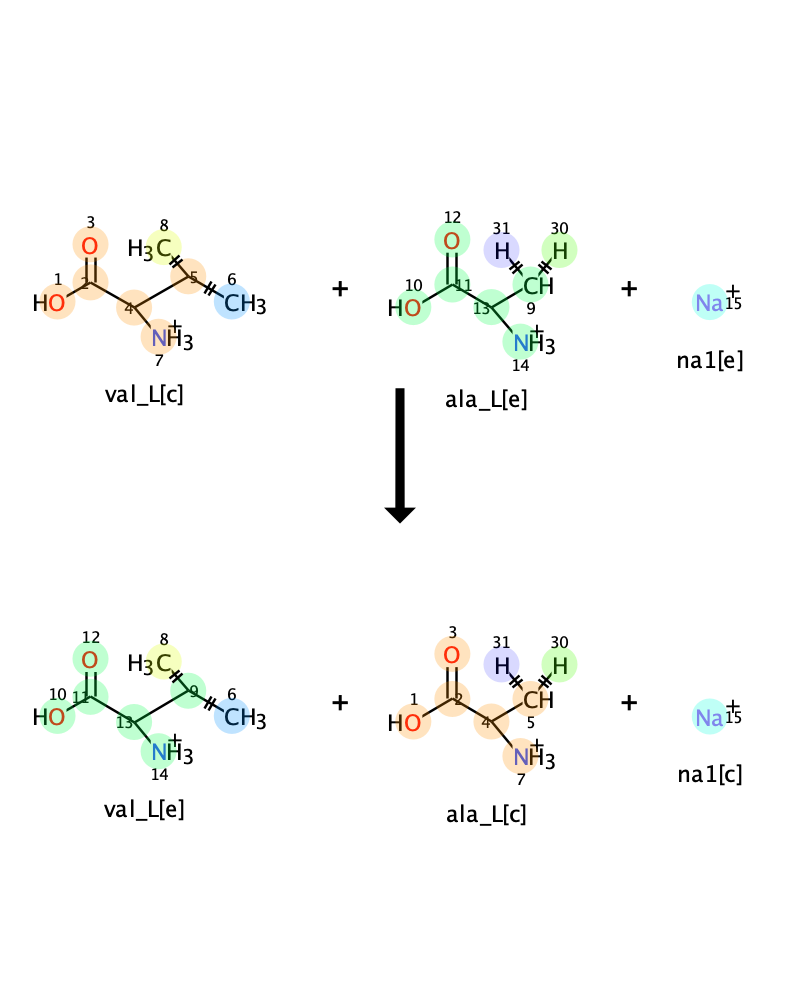 3
8
1
2
5
6
O
H₃C
HO
4
CH₃
NH₃
+
7
val_L[c]
+
12
31
30
O
H
H
10
11
CH
HO
13
9
NH₃
+
14
ala_L[e]
+
Na
+
15
na1[e]
12
8
O
H₃C
10
11
9
6
HO
13
CH₃
NH₃
+
14
val_L[e]
+
3
31
30
O
H
H
1
2
CH
HO
4
5
NH₃
+
7
ala_L[c]
+
Na
+
15
na1[c]